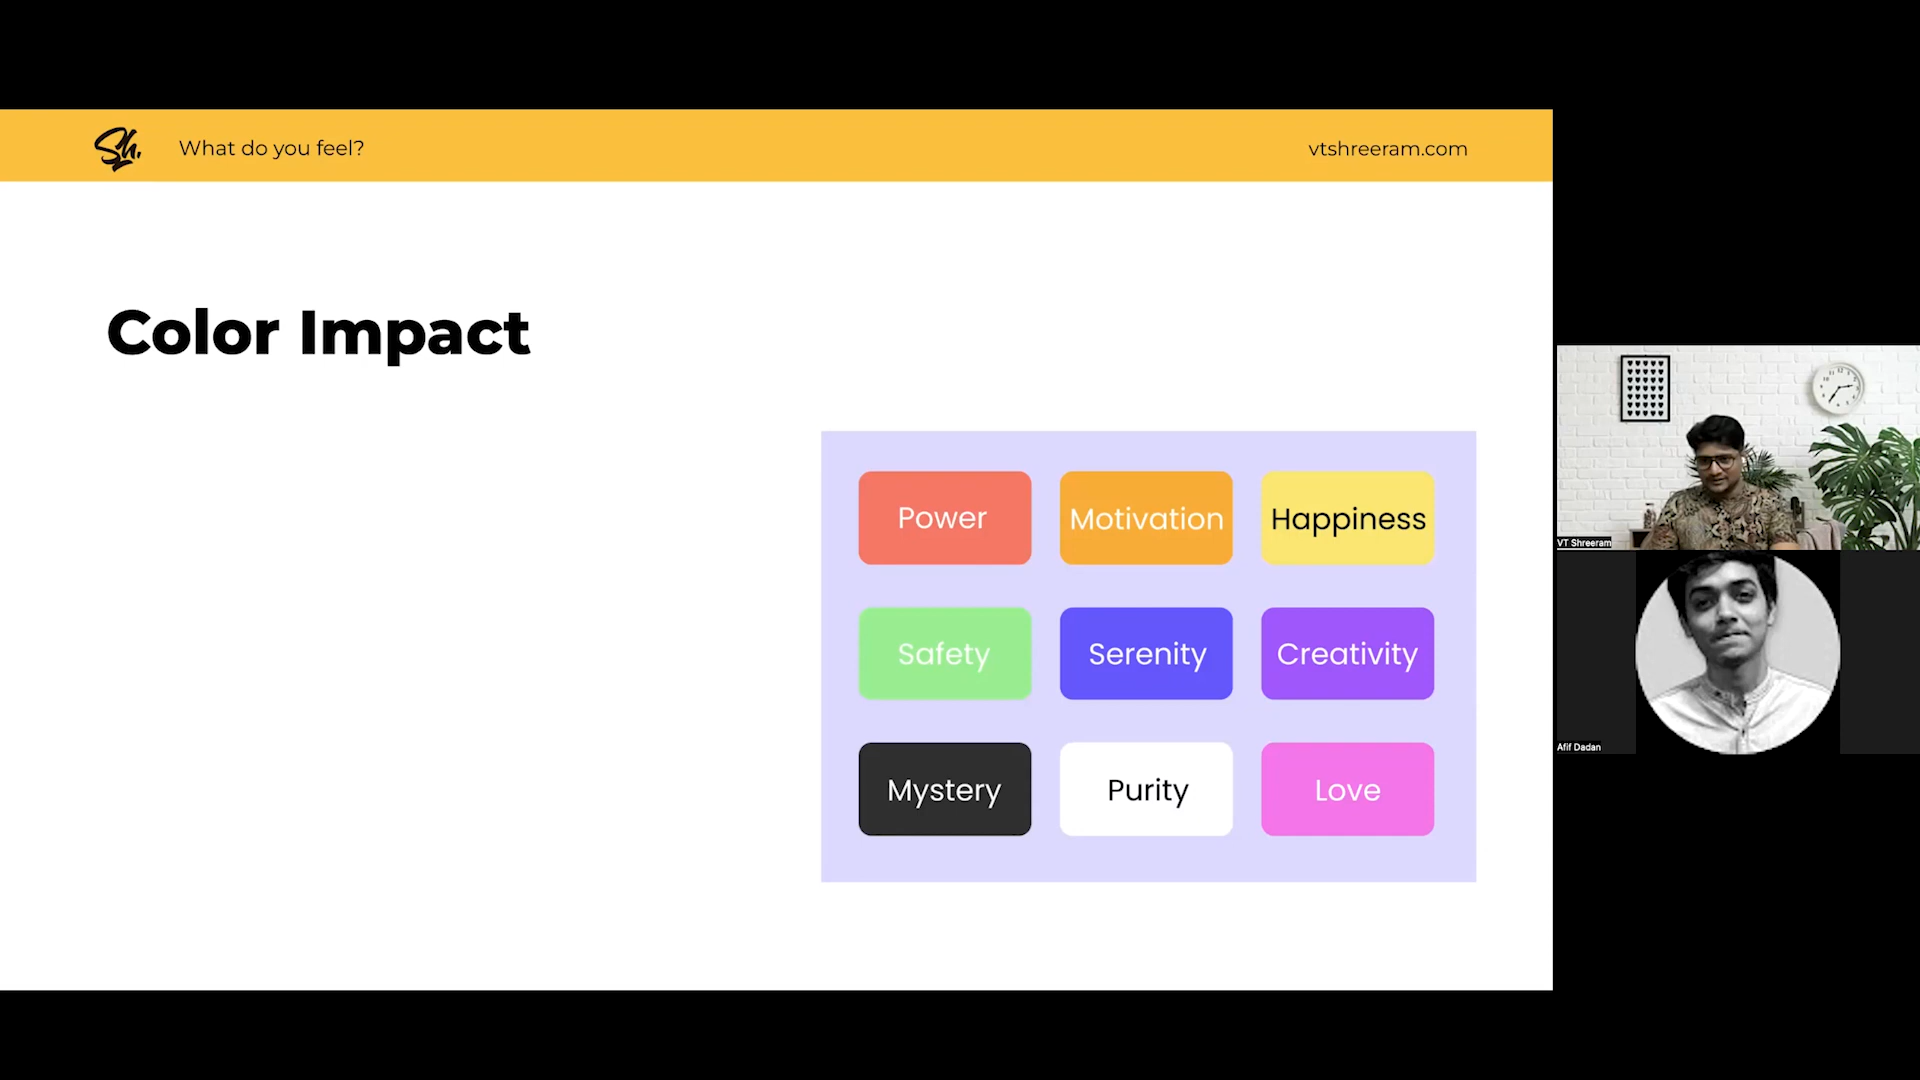 Sh.
What do you feel?
vtshreeram.com
Color Impact
Power
Motivation
Happiness
Safety
Serenity
Creativity
Mystery
Purity
Love
VT Shreeram
Afif Dadan